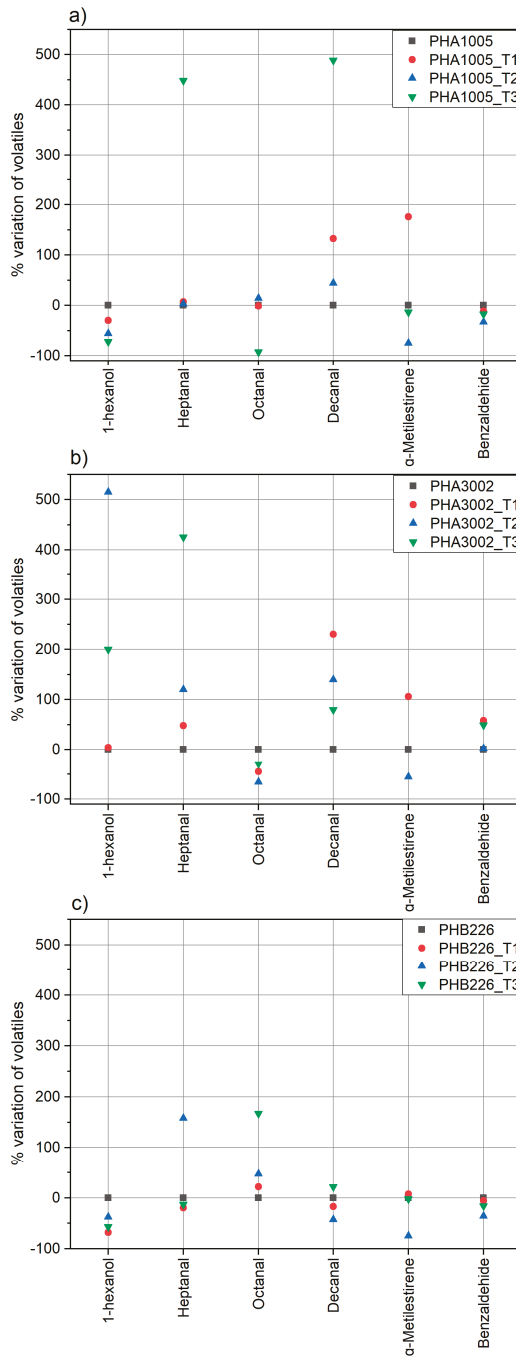 a)
% variation of volatiles
500
400
300
200
100
0
-100
PHA1005
PHA1005_T1
PHA1005_T2
PHA1005_T3
1-hexanol
Heptanal
Octanal
Decanal
α-Metilestirene
Benzaldehide
b)
% variation of volatiles
500
400
300
200
100
0
-100
PHA3002
PHA3002_T1
PHA3002_T2
PHA3002_T3
1-hexanol
Heptanal
Octanal
Decanal
α-Metilestirene
Benzaldehide
c)
% variation of volatiles
500
400
300
200
100
0
-100
PHB226
PHB226_T1
PHB226_T2
PHB226_T3
1-hexanol
Heptanal
Octanal
Decanal
α-Metilestirene
Benzaldehide